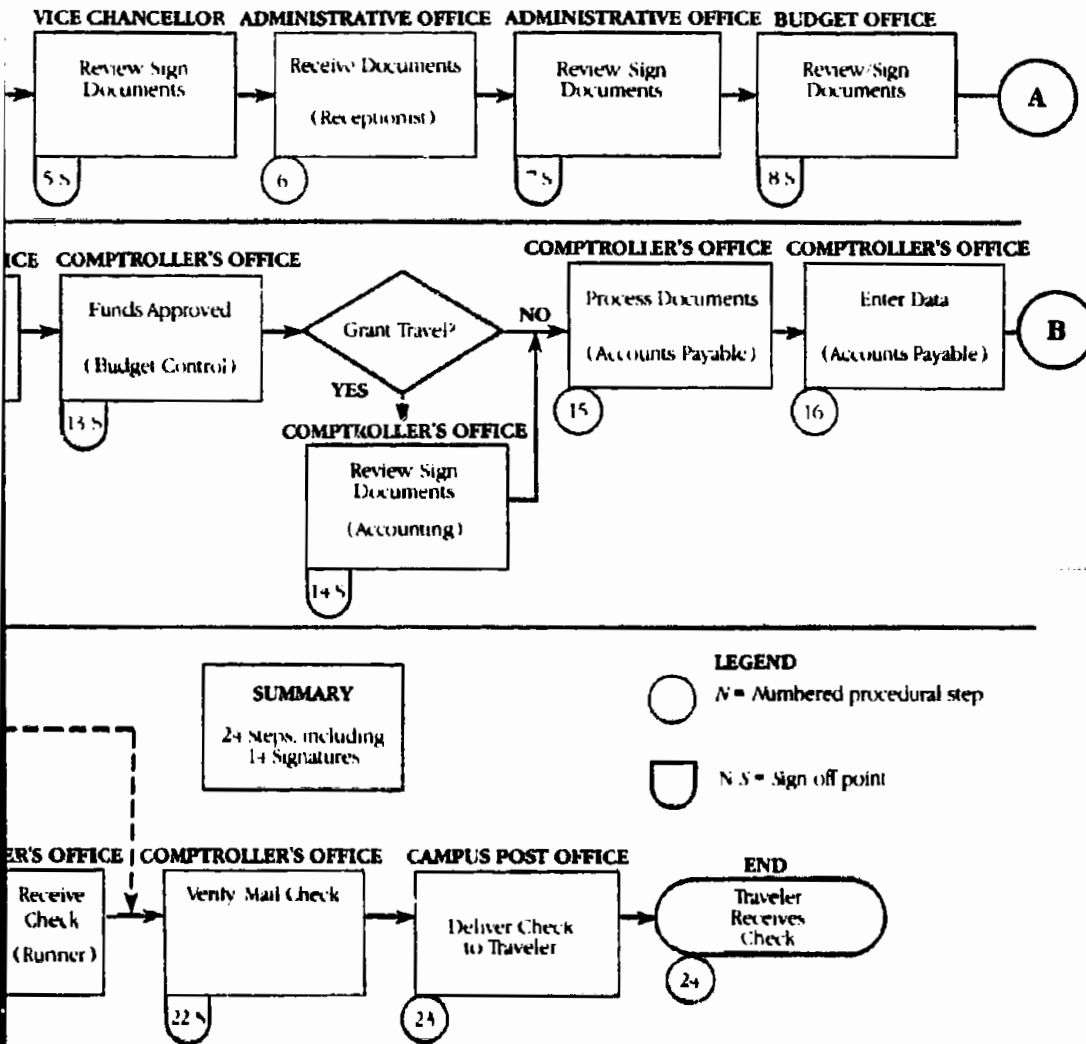 VICE CHANCELLOR ADMINISTRATIVE OFFICE ADMINISTRATIVE OFFICE BUDGET OFFICE
Review Sign
Documents
5 S
Receive Documents
(Receptionist)
6
Review Sign
Documents
7 S
Review/Sign
Documents
8 S
A
ICE COMPTROLLER'S OFFICE
Funds Approved
(Budget Control)
13 S
Grant Travel?
NO
YES
COMPTROLLER'S OFFICE
Review Sign
Documents
(Accounting)
14 S
COMPTROLLER'S OFFICE COMPTROLLER'S OFFICE
Process Documents
(Accounts Payable)
15
Enter Data
(Accounts Payable)
16
B
SUMMARY
24 Steps, including
14 Signatures
LEGEND
N = Numbered procedural step
N S = Sign off point
ER'S OFFICE COMPTROLLER'S OFFICE CAMPUS POST OFFICE
Receive
Check
(Runner)
Verify Mail Check
22 S
Deliver Check
to Traveler
23
END
Traveler
Receives
Check
24